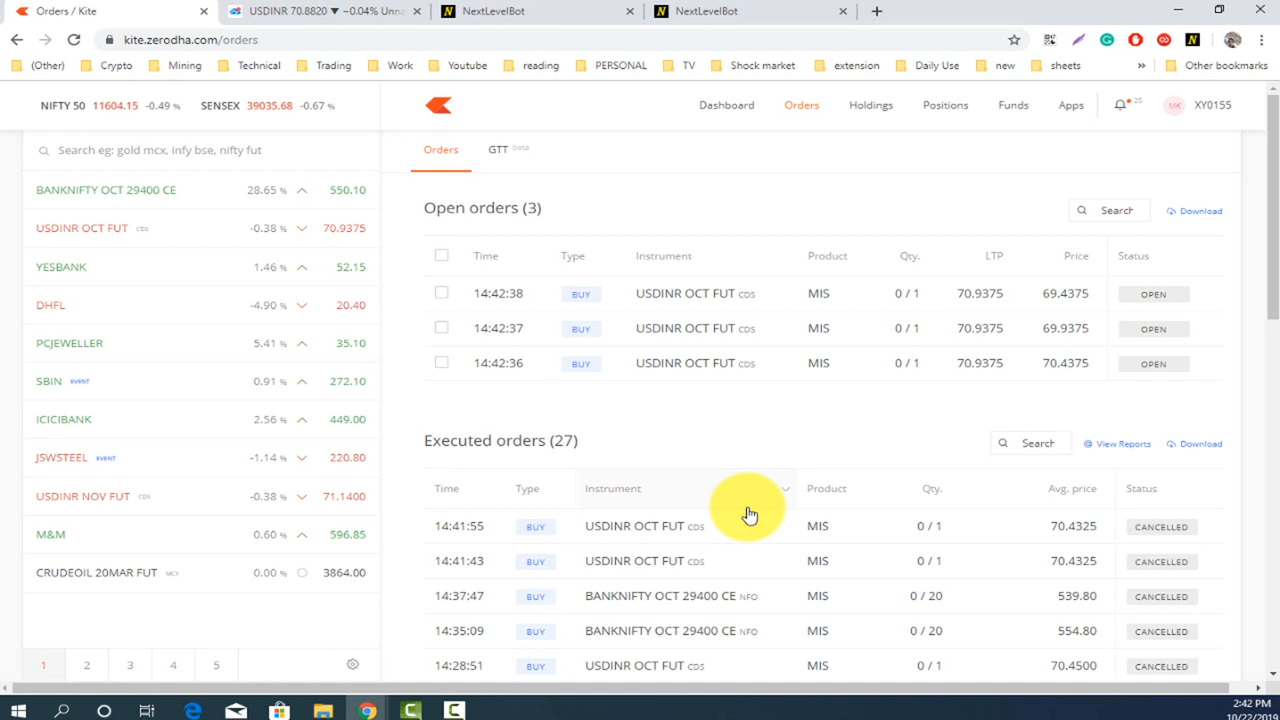 Orders / Kite
USDINR 70.8820 ▼ −0.04% Unna
NextLevelBot
NextLevelBot
kite.zerodha.com/orders
(Other) Crypto Mining Technical Trading Work Youtube reading PERSONAL TV Shock market extension Daily Use new sheets » Other bookmarks
NIFTY 50 11604.15 -0.49 % SENSEX 39035.68 -0.67 %
Dashboard Orders Holdings Positions Funds Apps 25 MK XY0155
Search eg: gold mcx, infy bse, nifty fut
BANKNIFTY OCT 29400 CE 28.65 % 550.10
USDINR OCT FUT CDS -0.38 % 70.9375
YESBANK 1.46 % 52.15
DHFL -4.90 % 20.40
PCJEWELLER 5.41 % 35.10
SBIN EVENT 0.91 % 272.10
ICICIBANK 2.56 % 449.00
JSWSTEEL EVENT -1.14 % 220.80
USDINR NOV FUT CDS -0.38 % 71.1400
M&M 0.60 % 596.85
CRUDEOIL 20MAR FUT MCX 0.00 % 3864.00
1 2 3 4 5
Orders GTT beta
Open orders (3) Search Download
Time Type Instrument Product Qty. LTP Price Status
14:42:38 BUY USDINR OCT FUT CDS MIS 0 / 1 70.9375 69.4375 OPEN
14:42:37 BUY USDINR OCT FUT CDS MIS 0 / 1 70.9375 69.9375 OPEN
14:42:36 BUY USDINR OCT FUT CDS MIS 0 / 1 70.9375 70.4375 OPEN
Executed orders (27) Search View Reports Download
Time Type Instrument Product Qty. Avg. price Status
14:41:55 BUY USDINR OCT FUT CDS MIS 0 / 1 70.4325 CANCELLED
14:41:43 BUY USDINR OCT FUT CDS MIS 0 / 1 70.4325 CANCELLED
14:37:47 BUY BANKNIFTY OCT 29400 CE NFO MIS 0 / 20 539.80 CANCELLED
14:35:09 BUY BANKNIFTY OCT 29400 CE NFO MIS 0 / 20 554.80 CANCELLED
14:28:51 BUY USDINR OCT FUT CDS MIS 0 / 1 70.4500 CANCELLED
2:42 PM
10/22/2019